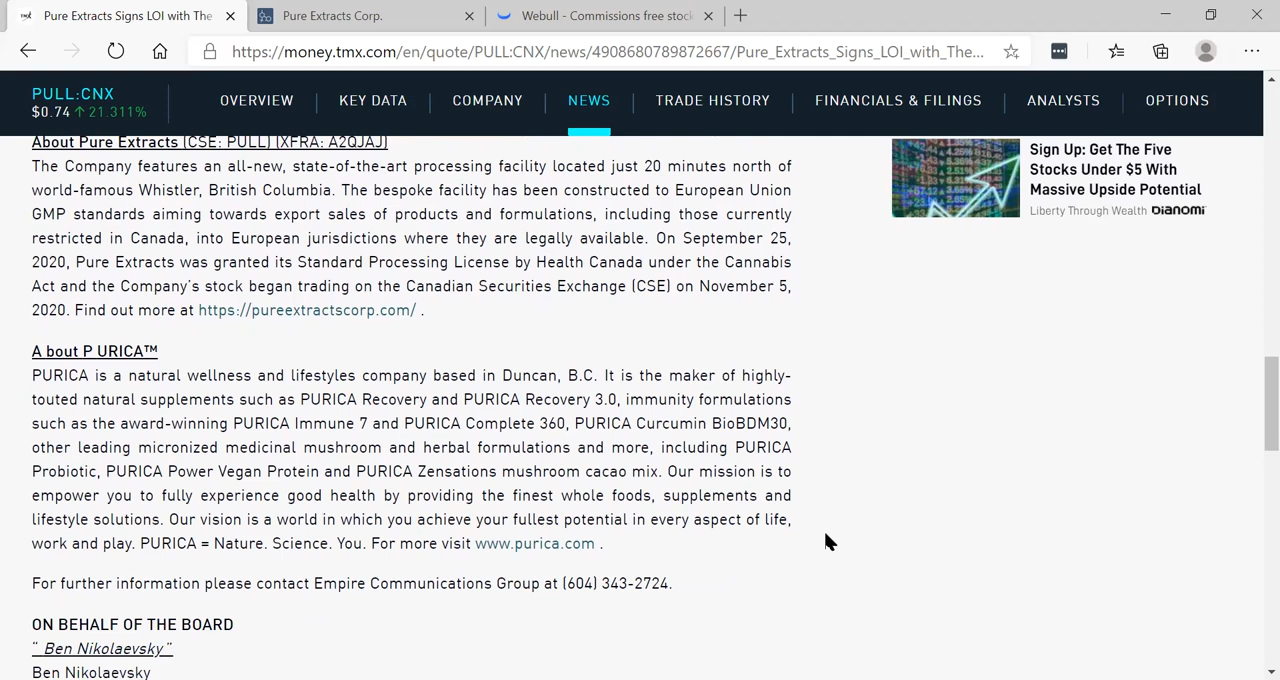 Pure Extracts Signs LOI with The
Pure Extracts Corp.
Webull - Commissions free stock
https://money.tmx.com/en/quote/PULL:CNX/news/4908680789872667/Pure_Extracts_Signs_LOI_with_The...
PULL:CNX
$0.74 ↑21.311%
OVERVIEW
KEY DATA
COMPANY
NEWS
TRADE HISTORY
FINANCIALS & FILINGS
ANALYSTS
OPTIONS
About Pure Extracts (CSE: PULL) (XFRA: A2QJAJ)
The Company features an all-new, state-of-the-art processing facility located just 20 minutes north of
world-famous Whistler, British Columbia. The bespoke facility has been constructed to European Union
GMP standards aiming towards export sales of products and formulations, including those currently
restricted in Canada, into European jurisdictions where they are legally available. On September 25,
2020, Pure Extracts was granted its Standard Processing License by Health Canada under the Cannabis
Act and the Company's stock began trading on the Canadian Securities Exchange (CSE) on November 5,
2020. Find out more at https://pureextractscorp.com/ .
A bout P URICA™
PURICA is a natural wellness and lifestyles company based in Duncan, B.C. It is the maker of highly-
touted natural supplements such as PURICA Recovery and PURICA Recovery 3.0, immunity formulations
such as the award-winning PURICA Immune 7 and PURICA Complete 360, PURICA Curcumin BioBDM30,
other leading micronized medicinal mushroom and herbal formulations and more, including PURICA
Probiotic, PURICA Power Vegan Protein and PURICA Zensations mushroom cacao mix. Our mission is to
empower you to fully experience good health by providing the finest whole foods, supplements and
lifestyle solutions. Our vision is a world in which you achieve your fullest potential in every aspect of life,
work and play. PURICA = Nature. Science. You. For more visit www.purica.com .
For further information please contact Empire Communications Group at (604) 343-2724.
ON BEHALF OF THE BOARD
" Ben Nikolaevsky"
Ben Nikolaevsky
Sign Up: Get The Five
Stocks Under $5 With
Massive Upside Potential
Liberty Through Wealth DIANOMI